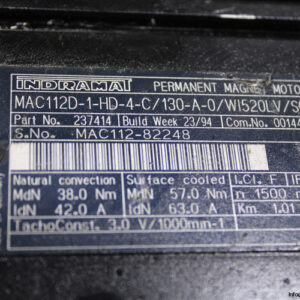 INDRAMAT PERMANENT MAGNET MOTO
MAC112D-1-HD-4-C/130-A-0/WI520LV/S
Part No. 237414 Build Week 23/94 Com.No. 00144
S.No. MAC112-82248
Natural convection Surface cooled I.Cl. F
MdN 38.0 Nm MdN 57.0 Nm n 1500
IdN 42.0 A IdN 63.0 A Km 1.01
TachoConst. 3.0 V/1000min-1